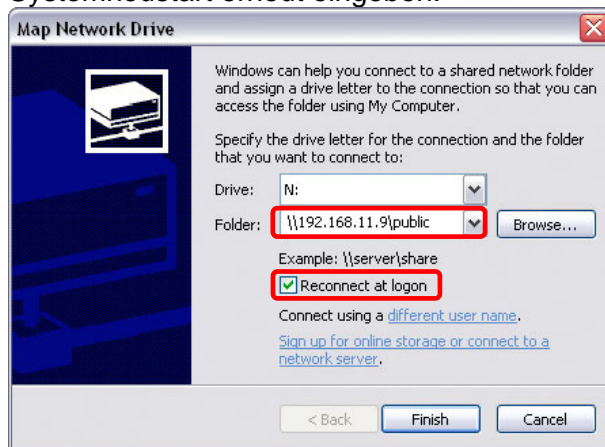 Systemneustart erneut eingeben.
Map Network Drive
Windows can help you connect to a shared network folder
and assign a drive letter to the connection so that you can
access the folder using My Computer.
Specify the drive letter for the connection and the folder
that you want to connect to:
Drive: N:
Folder: \\192.168.11.9\public Browse...
Example: \\server\share
Reconnect at logon
Connect using a different user name.
Sign up for online storage or connect to a
network server.
< Back Finish Cancel